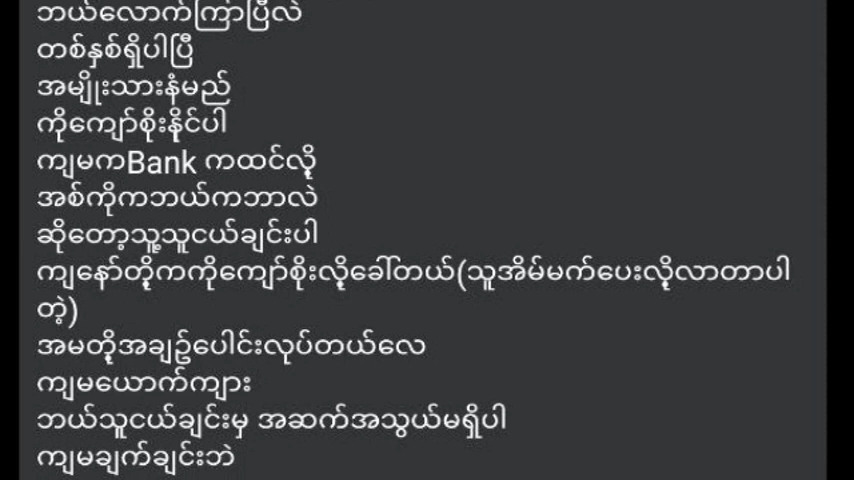 ဘယ်လောက်ကြာပြီလဲ
တစ်နှစ်ရှိပါပြီ
အမျိုးသားနံမည်
ကိုကျော်စိုးနိုင်ပါ
ကျမကBank ကထင်လို့
အစ်ကိုကဘယ်ကဘာလဲ
ဆိုတော့သူ့သူငယ်ချင်းပါ
ကျနော်တို့ကကိုကျော်စိုးလို့ခေါ်တယ်(သူအိမ်မက်ပေးလို့လာတာပါ
တဲ့)
အမတို့အချဥ်ပေါင်းလုပ်တယ်လေ
ကျမယောက်ကျား
ဘယ်သူငယ်ချင်းမှ အဆက်အသွယ်မရှိပါ
ကျမချက်ချင်းဘဲ